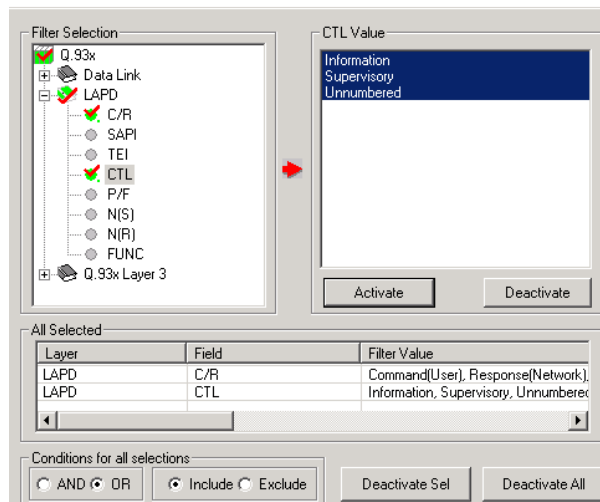 Filter Selection
Q.93x
Data Link
LAPD
C/R
SAPI
TEI
CTL
P/F
N(S)
N(R)
FUNC
Q.93x Layer 3
CTL Value
Information
Supervisory
Unnumbered
Activate Deactivate
All Selected
Layer Field Filter Value
LAPD C/R Command(User), Response(Network),
LAPD CTL Information, Supervisory, Unnumbered
Conditions for all selections
AND OR Include Exclude Deactivate Sel Deactivate All